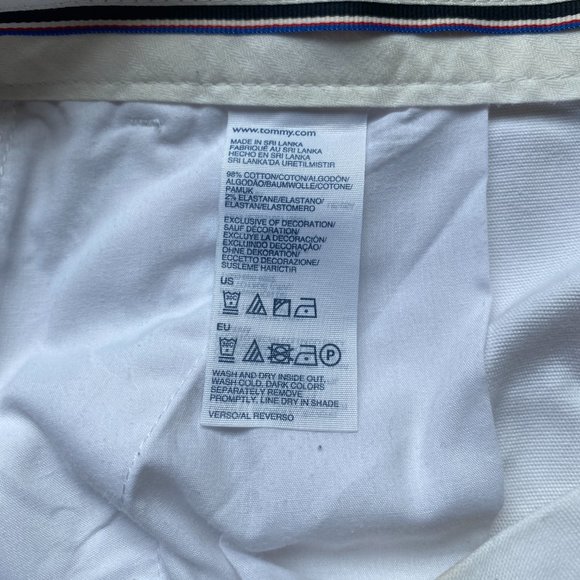 www.tommy.com
MADE IN SRI LANKA
FABRIQUÉ AU SRI LANKA
HECHO EN SRI LANKA
SRI LANKA'DA URETILMISTIR
98% COTTON/COTON/ALGODÓN/
ALGODÃO/BAUMWOLLE/COTONE/
PAMUK
2% ELASTANE/ELASTANO/
ELASTAN/ELASTOMERO
EXCLUSIVE OF DECORATION/
SAUF DÉCORATION/
EXCLUYE LA DECORACIÓN/
EXCLUINDO DECORAÇÃO/
OHNE DEKORATION/
ECCETTO DECORAZIONE/
SUSLEME HARICTIR
US
EU
P
WASH AND DRY INSIDE OUT.
WASH COLD. DARK COLORS
SEPARATELY REMOVE
PROMPTLY. LINE DRY IN SHADE
VERSO/AL REVERSO